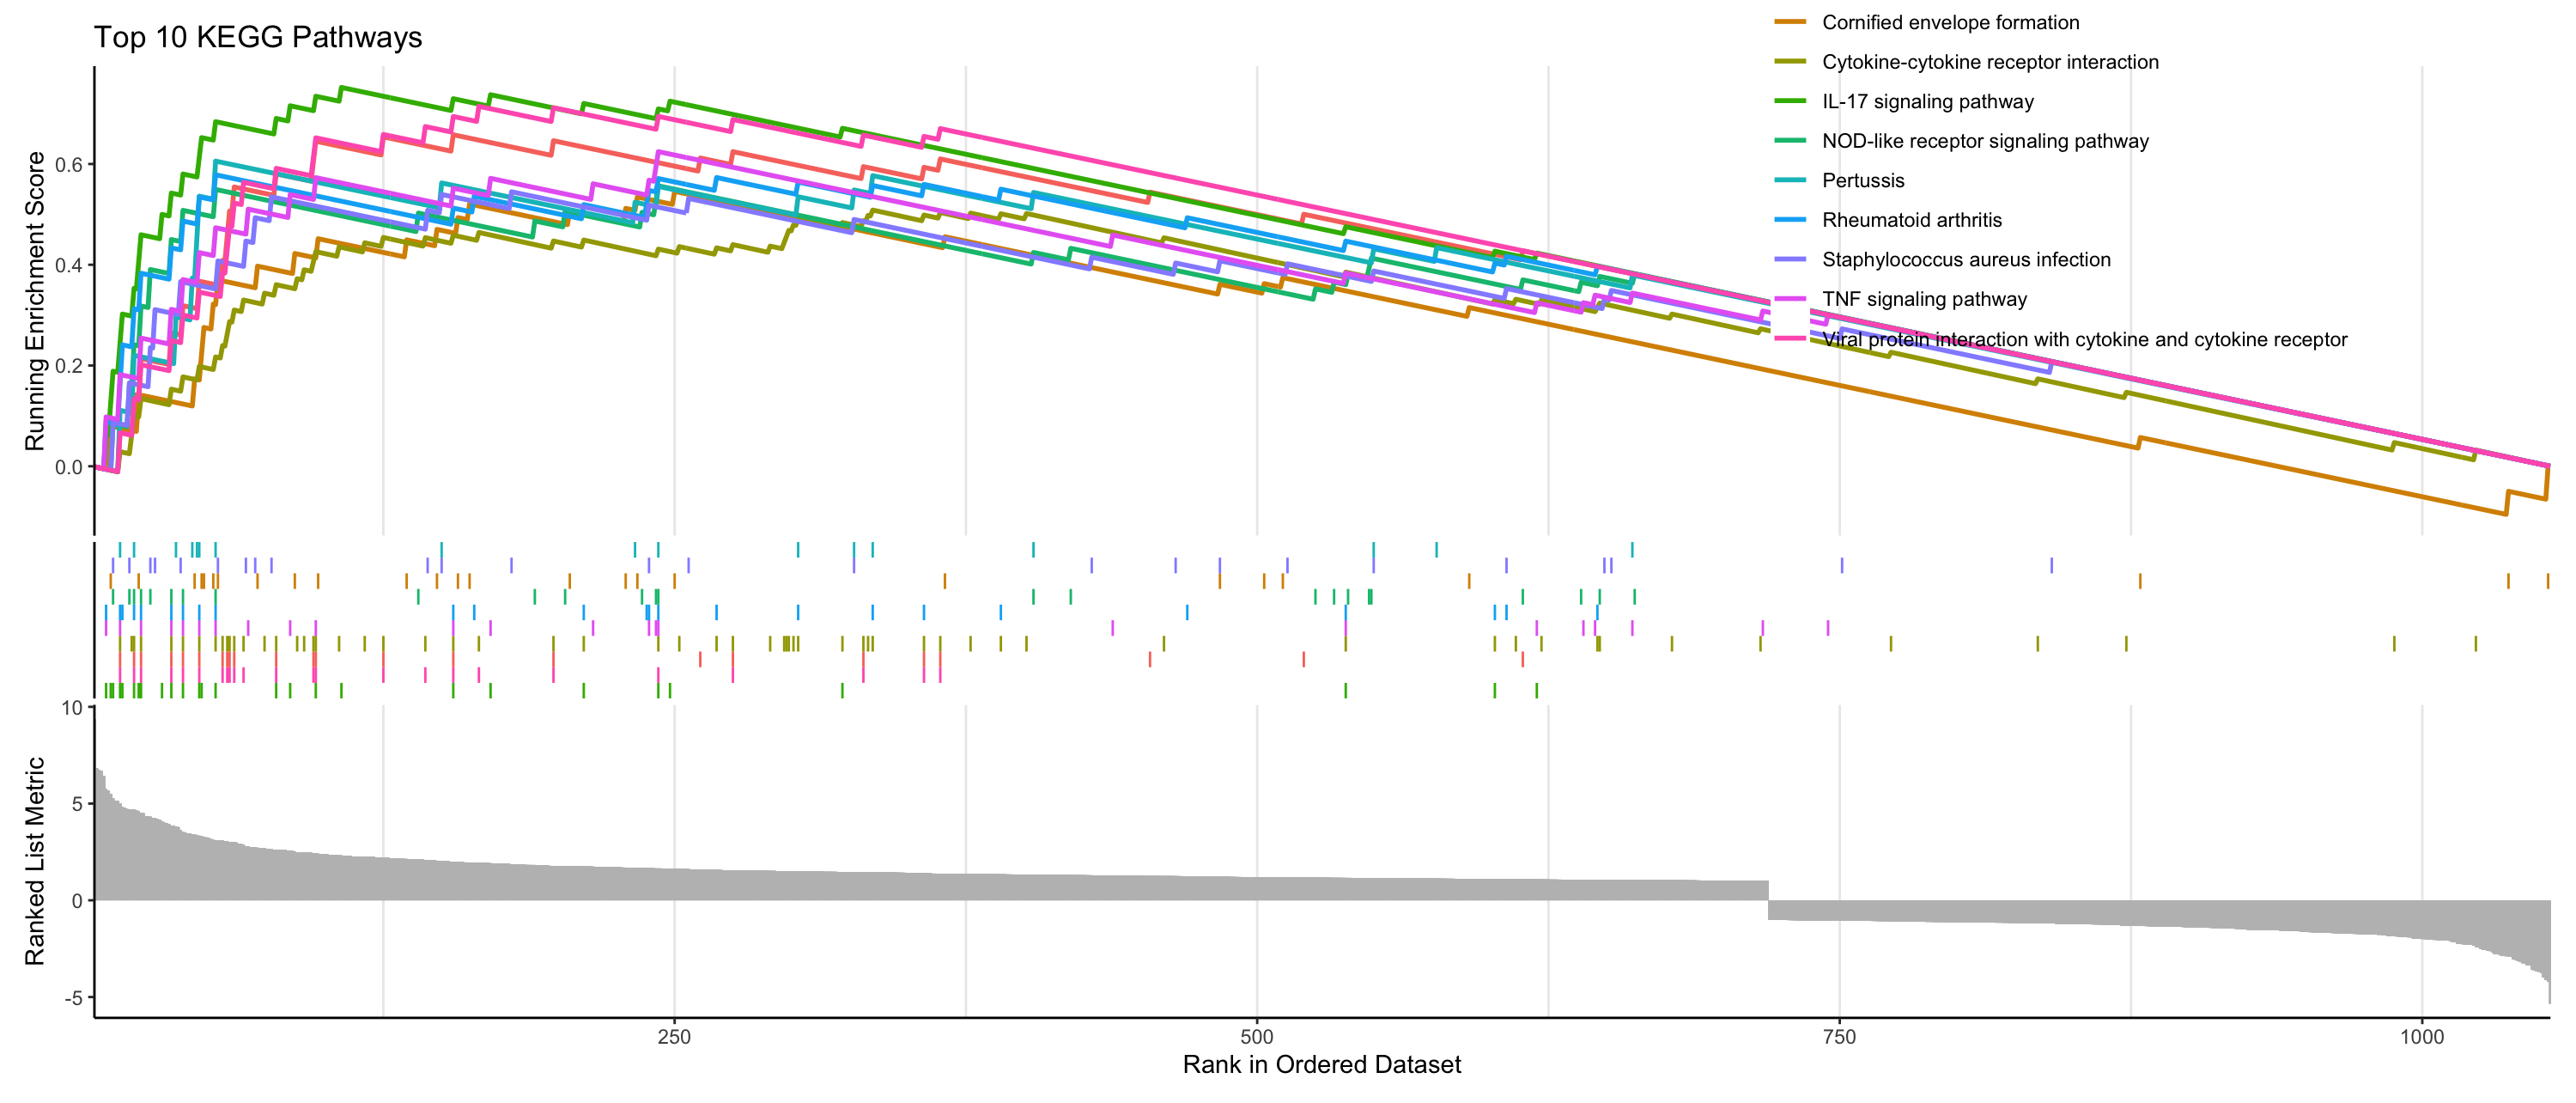 Top 10 KEGG Pathways
Cornified envelope formation
Cytokine-cytokine receptor interaction
IL-17 signaling pathway
NOD-like receptor signaling pathway
Pertussis
Rheumatoid arthritis
Staphylococcus aureus infection
TNF signaling pathway
Viral protein interaction with cytokine and cytokine receptor
Running Enrichment Score
0.6
0.4
0.2
0.0
Ranked List Metric
10
5
0
-5
250
500
750
1000
Rank in Ordered Dataset